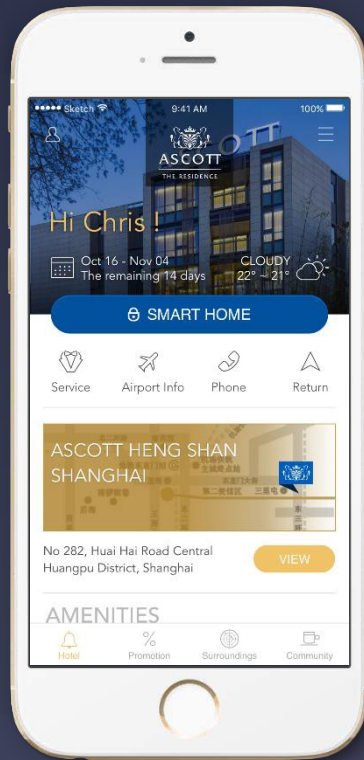 Sketch
9:41 AM
100%
ASCOTT
THE RESIDENCE
OTT
Hi Chris !
Oct 16 - Nov 04
The remaining 14 days
CLOUDY
22° ~ 21°
SMART HOME
Service
Airport Info
Phone
Return
ASCOTT HENG SHAN
SHANGHAI
No 282, Huai Hai Road Central
Huangpu District, Shanghai
VIEW
AMENITIES
Hotel
Promotion
Surroundings
Community